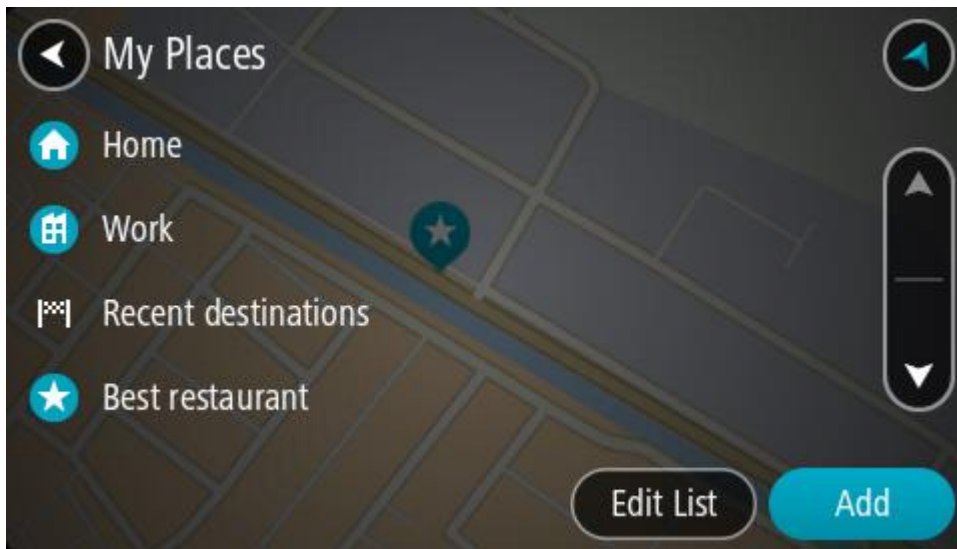 My Places
Home
Work
Recent destinations
Best restaurant
Edit List
Add